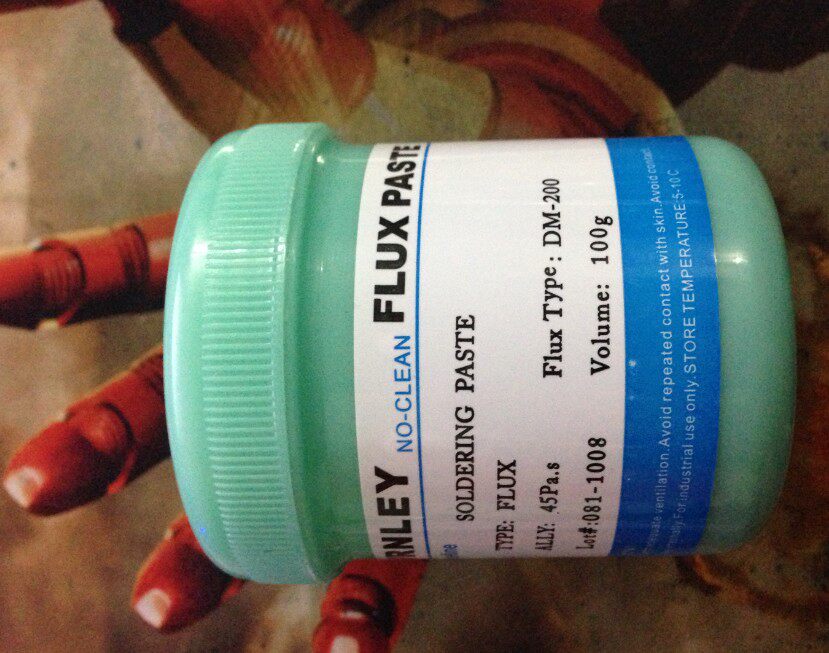 RNLEY NO-CLEAN FLUX PASTE
SOLDERING PASTE
TYPE: FLUX Flux Type: DM-200
ALLY: 45Pa.s Volume: 100g
Lot#:081-1008
ventilation. Avoid repeated contact with skin. Avoid contact
For industrial use only. STORE TEMPERATURE:5-10 C